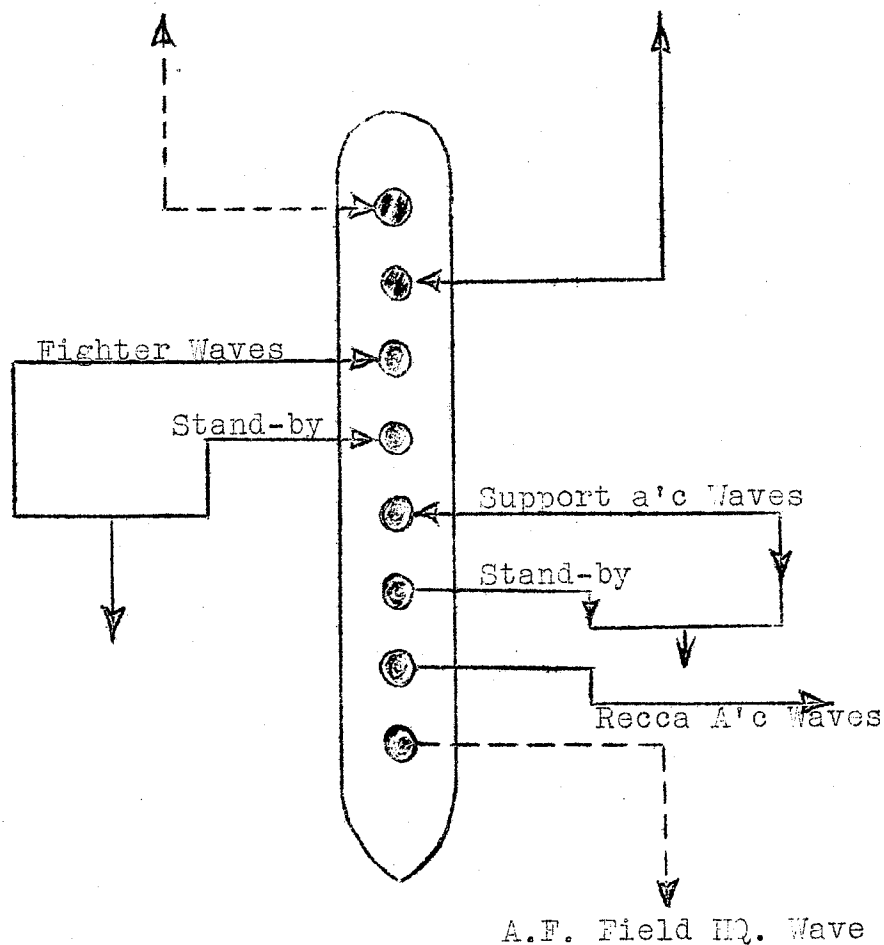 Fighter Waves
Stand-by
Support a'c Waves
Stand-by
Recca A'c Waves
A.F. Field HQ. Wave